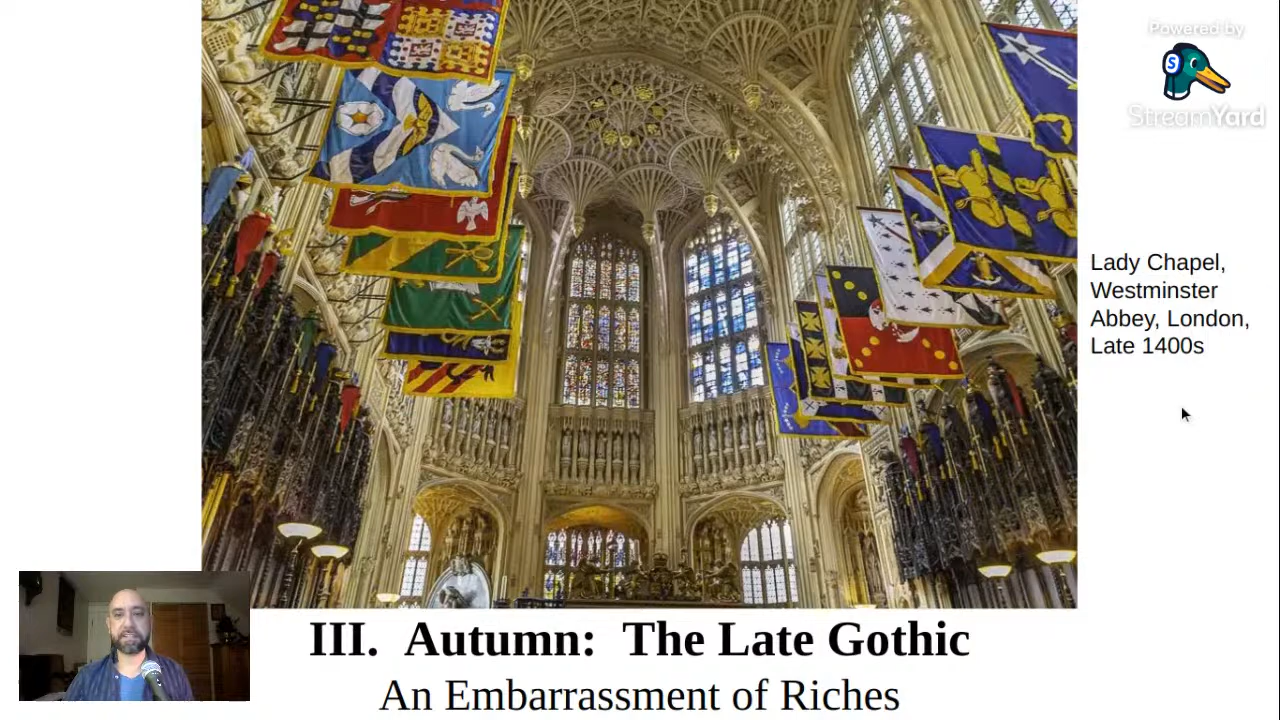 Powered by
S
StreamYard
Lady Chapel,
Westminster
Abbey, London,
Late 1400s
III. Autumn: The Late Gothic
An Embarrassment of Riches